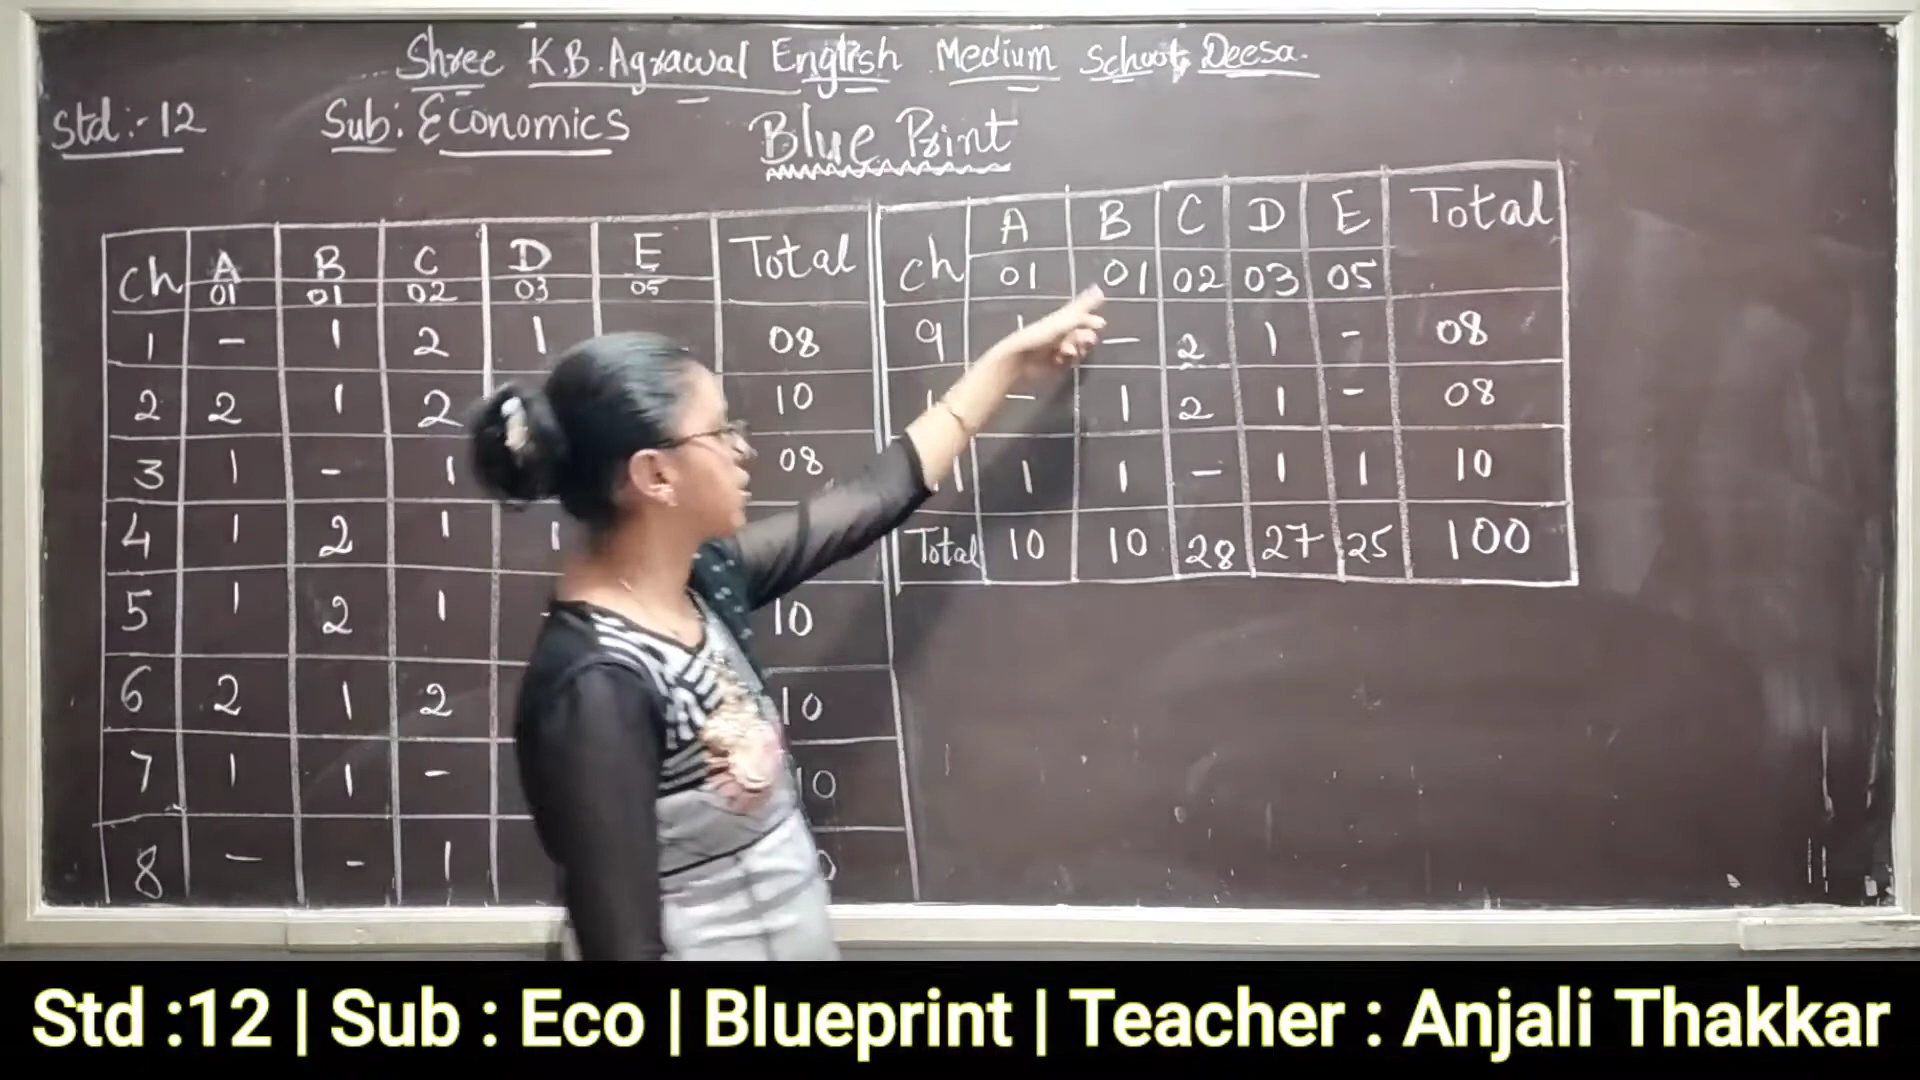 Shree K.B. Agrawal English Medium School, Deesa.
Std :- 12 Sub: Economics Blue Print
Ch A B C D E Total
01 01 02 03 05
1 - 1 2 1 08
2 2 1 2 10
3 1 - 1 08
4 1 2 1 1
5 1 2 1 - 10
6 2 1 2 10
7 1 1 - 10
8 - - 1
Ch A B C D E Total
01 01 02 03 05
9 1 - 2 1 - 08
- 1 2 1 - 08
1 1 - 1 1 10
Total 10 10 28 27 25 100
Std :12 | Sub : Eco | Blueprint | Teacher : Anjali Thakkar